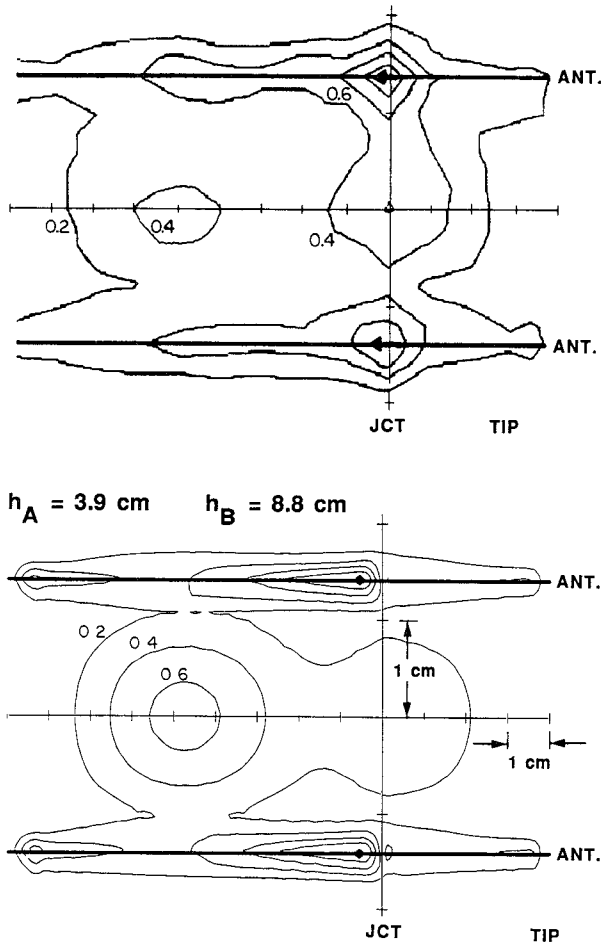 ANT.
0.6
0.2
0.4
0.4
ANT.
JCT TIP
h_A = 3.9 cm h_B = 8.8 cm
ANT.
0 2
0 4
0 6
1 cm
1 cm
ANT.
JCT TIP